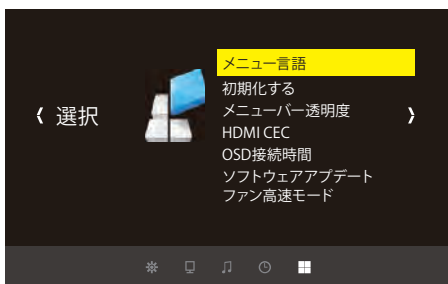 選択
メニュー言語
初期化する
メニューバー透明度
HDMI CEC
OSD接続時間
ソフトウェアアプデート
ファン高速モード